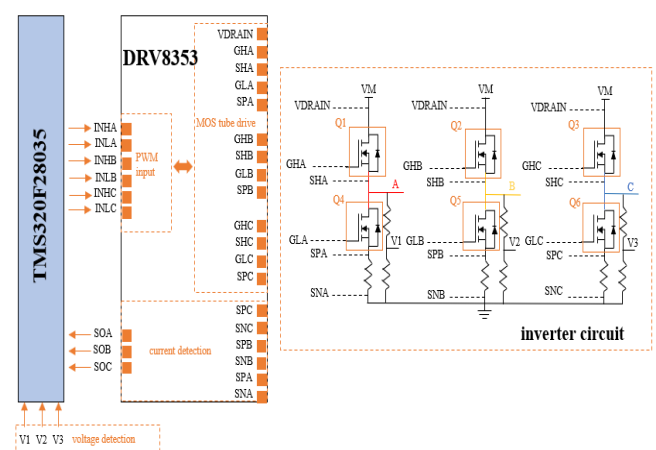 TMS320F28035
DRV8353
VDRAIN
GHA
SHA
GLA
SPA
MOS tube drive
GHB
SHB
GLB
SPB
GHC
SHC
GLC
SPC
INHA
INLA
INHB
INLB
INHC
INLC
PWM
input
SPC
SNC
SPB
SNB
SPA
SNA
SOA
SOB
SOC
current detection
V1 V2 V3 voltage detection
VM
VDRAIN
Q1
GHA
SHA
A
Q4
GLA
V1
SPA
SNA
VM
VDRAIN
Q2
GHB
SHB
B
Q5
GLB
V2
SPB
SNB
VM
VDRAIN
Q3
GHC
SHC
C
Q6
GLC
V3
SPC
SNC
inverter circuit